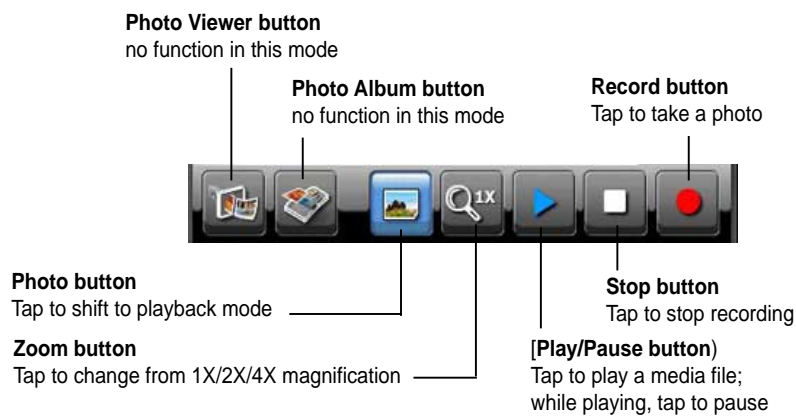 Photo Viewer button
no function in this mode
Photo Album button
no function in this mode
Record button
Tap to take a photo
1X
Photo button
Tap to shift to playback mode
Zoom button
Tap to change from 1X/2X/4X magnification
Stop button
Tap to stop recording
[Play/Pause button)
Tap to play a media file;
while playing, tap to pause